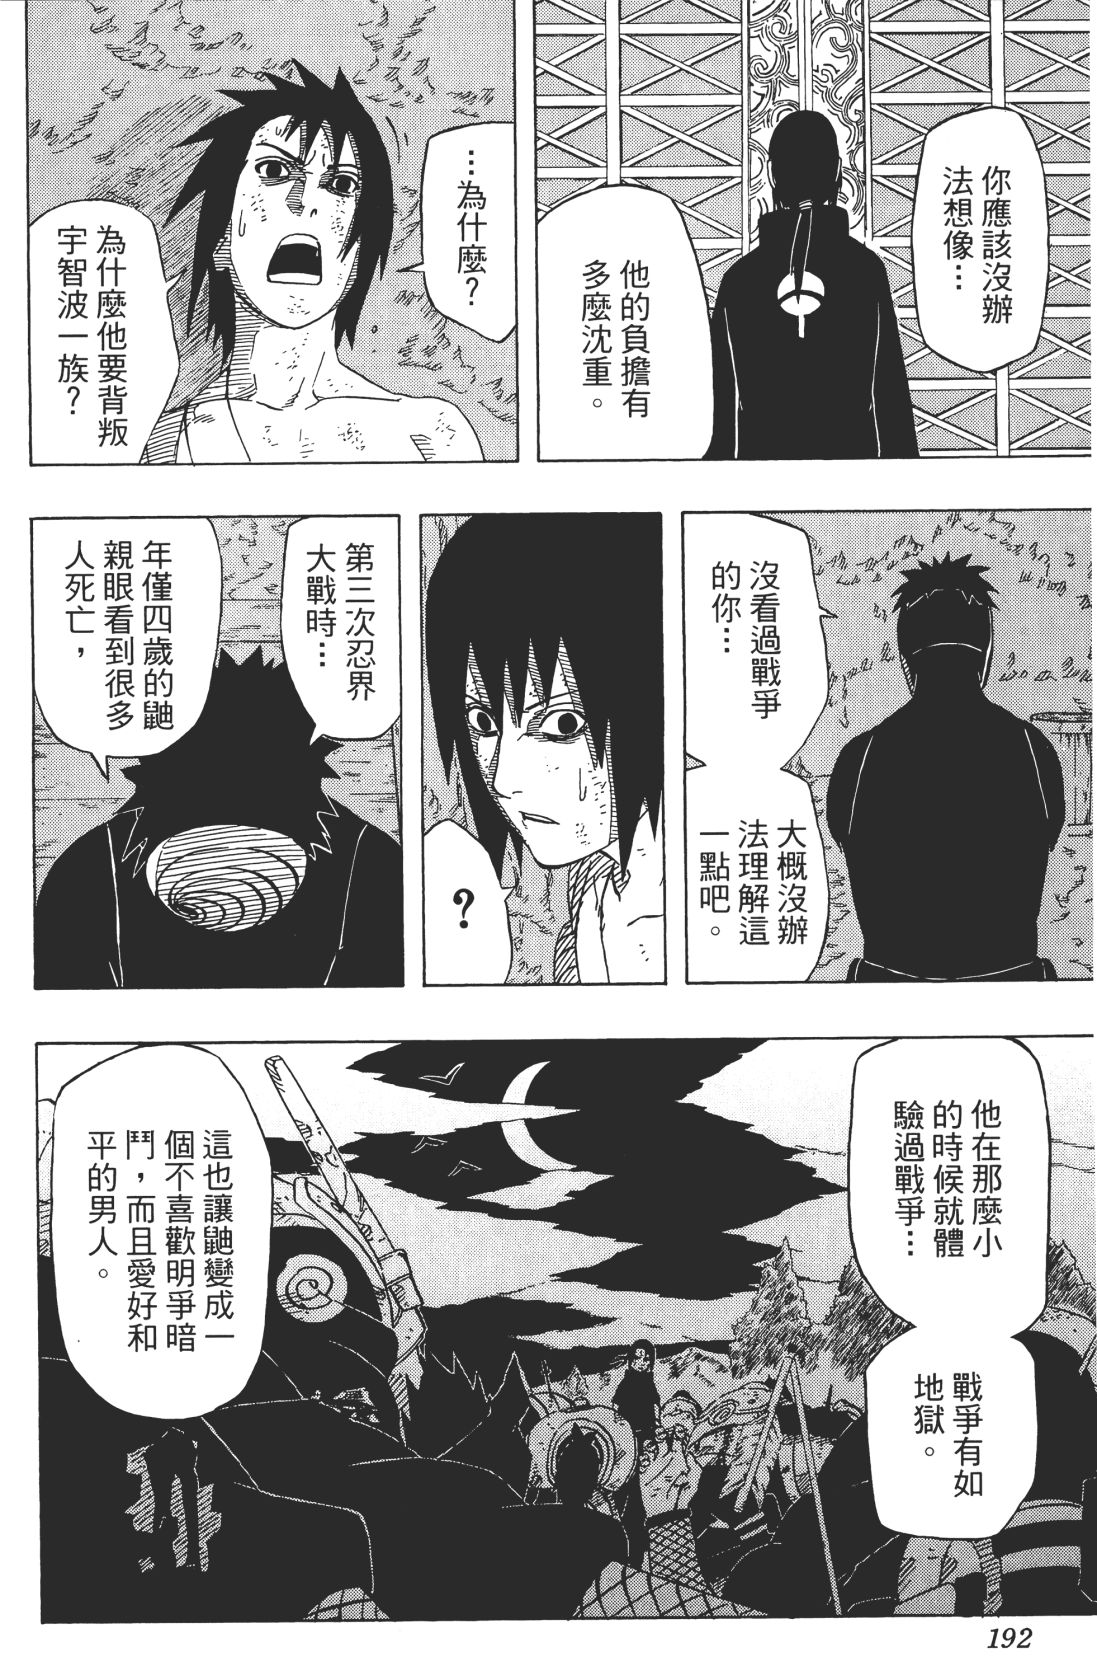 你應該沒辦
法想像…
他的負擔有
多麼沈重。
…為什麼？
為什麼他要背叛
宇智波一族？
沒看過戰爭
的你…
大概沒辦
法理解這
一點吧。
？
第三次忍界
大戰時…
年僅四歲的鼬
親眼看到很多
人死亡，
他在那麼小
的時候就體
驗過戰爭…
戰爭有如
地獄。
這也讓鼬變成一
個不喜歡明爭暗
鬥，而且愛好和
平的男人。
192